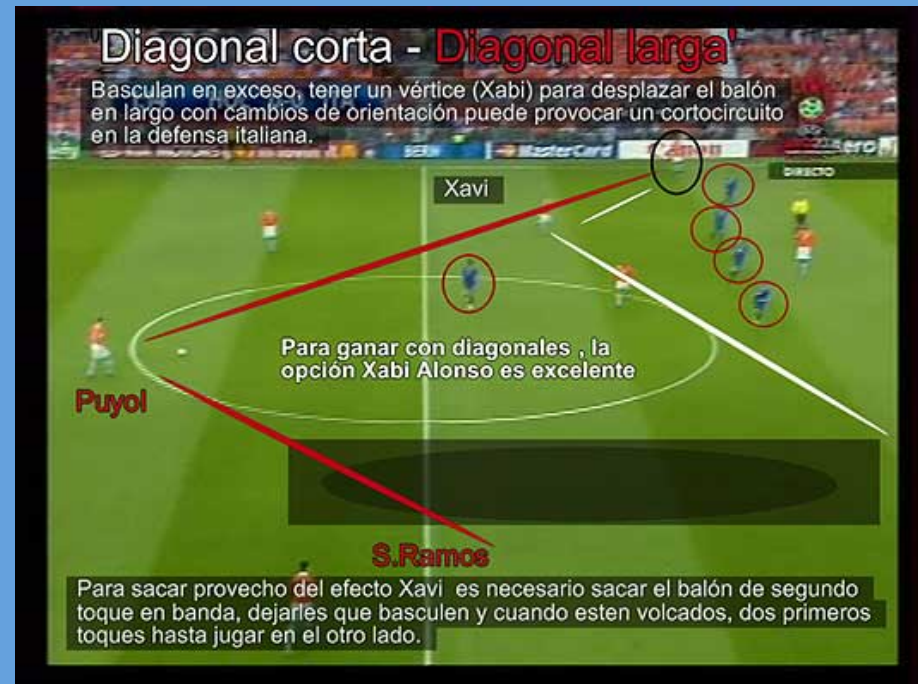 Diagonal corta - Diagonal larga'
Basculan en exceso, tener un vértice (Xabi) para desplazar el balón
en largo con cambios de orientación puede provocar un cortocircuito
en la defensa italiana.
BERN
MasterCard
DIRECTO
Xavi
Para ganar con diagonales , la
opción Xabi Alonso es excelente
Puyol
S.Ramos
Para sacar provecho del efecto Xavi es necesario sacar el balón de segundo
toque en banda, dejarles que basculen y cuando esten volcados, dos primeros
toques hasta jugar en el otro lado.